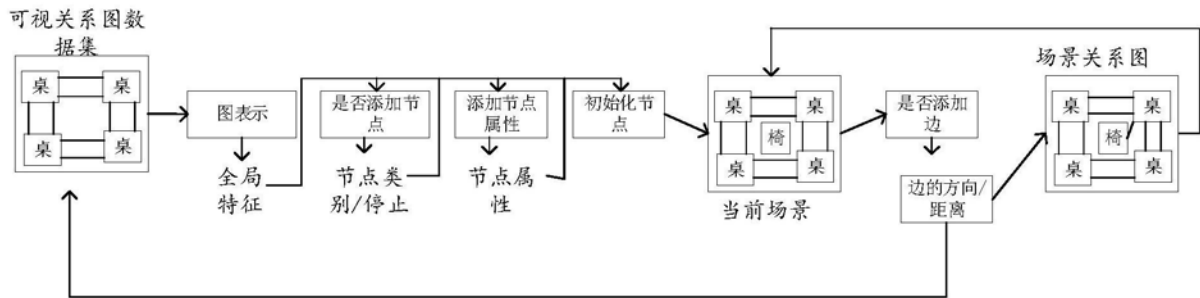 可视关系图数
据集
桌
桌
桌
桌
图表示
全局
特征
是否添加节
点
节点类
别/停止
添加节点
属性
节点属
性
初始化节
点
桌
桌
椅
桌
桌
当前场景
是否添加
边
边的方向/
距离
场景关系图
桌
桌
椅
桌
桌